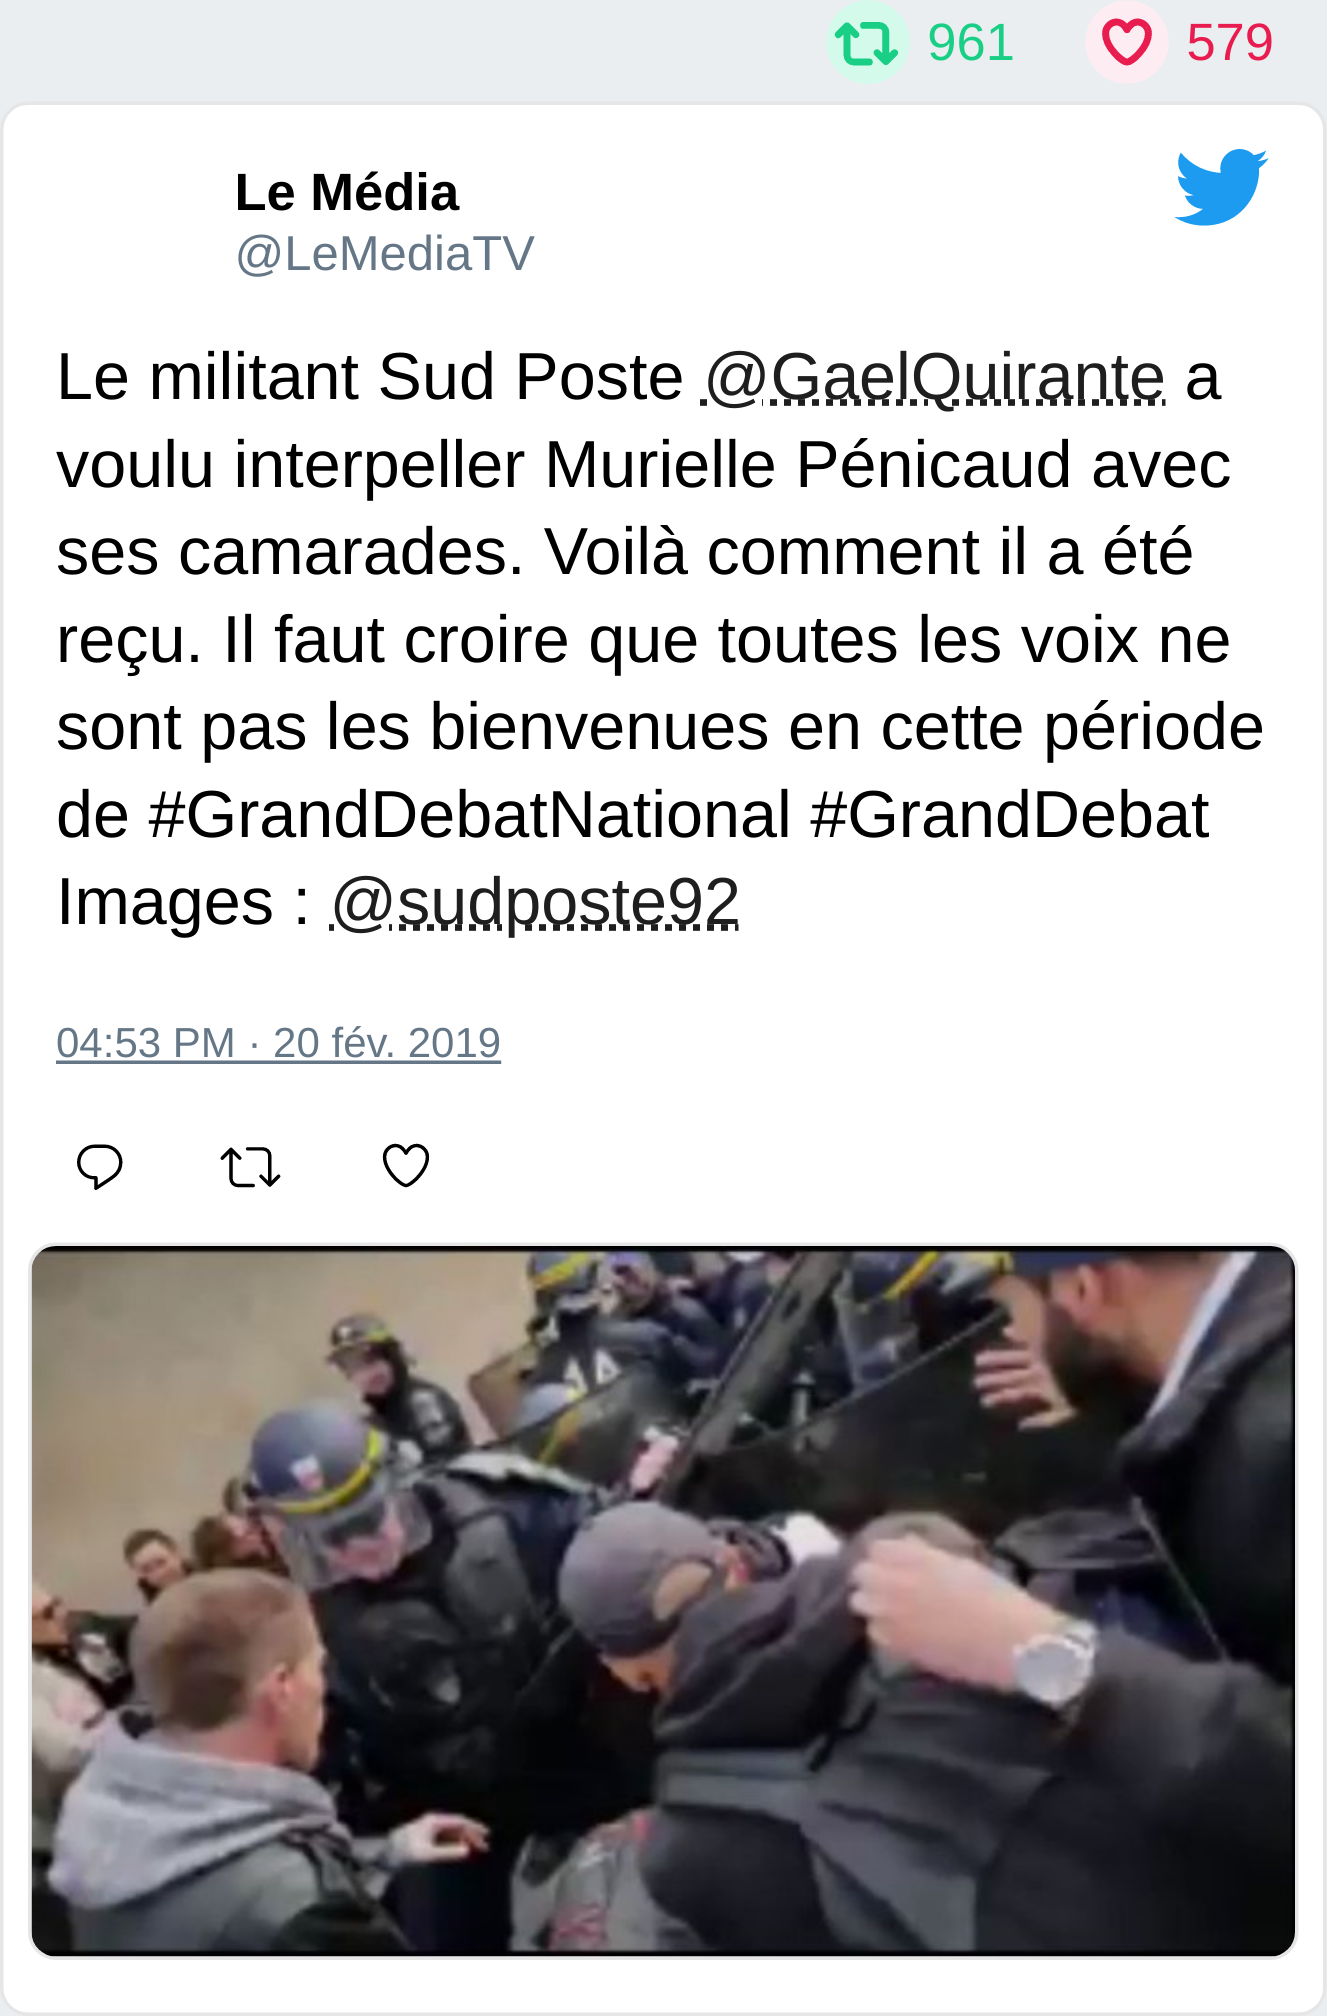 961 579
Le Média
@LeMediaTV
Le militant Sud Poste @GaelQuirante a
voulu interpeller Murielle Pénicaud avec
ses camarades. Voilà comment il a été
reçu. Il faut croire que toutes les voix ne
sont pas les bienvenues en cette période
de #GrandDebatNational #GrandDebat
Images : @sudposte92
04:53 PM · 20 fév. 2019